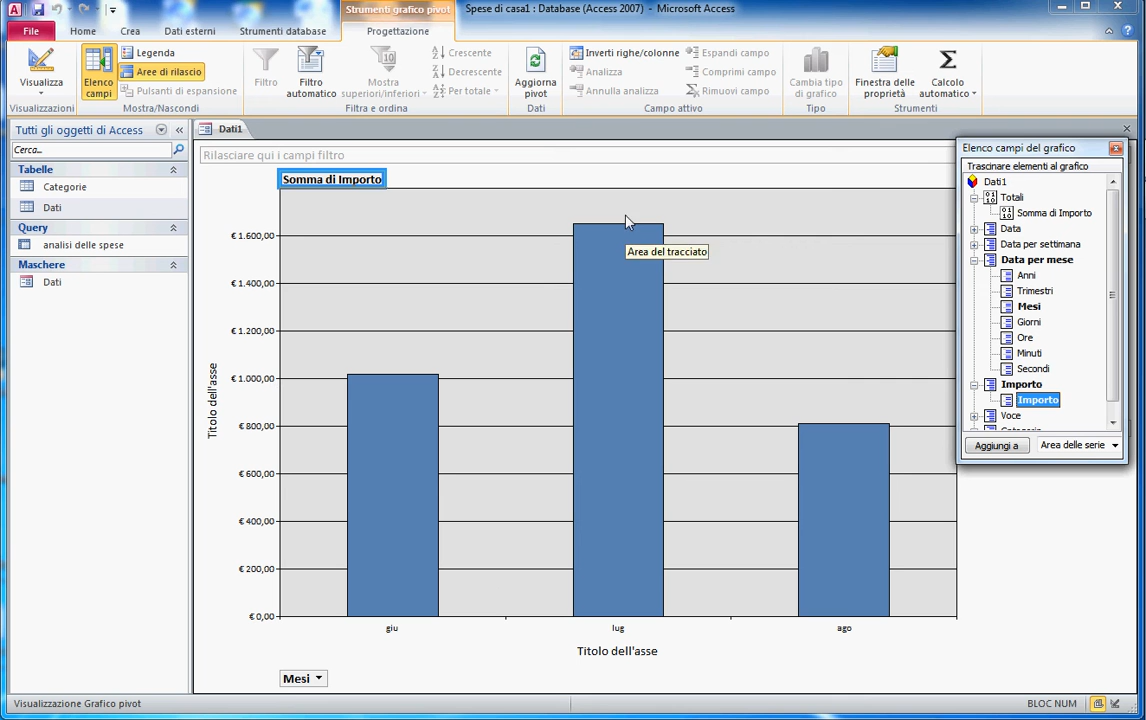 Strumenti grafico pivot
Spese di casa1 : Database (Access 2007) - Microsoft Access
File
Home
Crea
Dati esterni
Strumenti database
Progettazione
Visualizza
Visualizzazioni
Elenco campi
Legenda
Aree di rilascio
Pulsanti di espansione
Mostra/Nascondi
Filtro
Filtro automatico
Mostra superiori/inferiori
Crescente
Decrescente
Per totale
Filtra e ordina
Aggiorna pivot
Dati
Inverti righe/colonne
Analizza
Annulla analizza
Espandi campo
Comprimi campo
Rimuovi campo
Campo attivo
Cambia tipo di grafico
Tipo
Finestra delle proprietà
Calcolo automatico
Strumenti
Tutti gli oggetti di Access
Cerca...
Tabelle
Categorie
Dati
Query
analisi delle spese
Maschere
Dati
Dati1
Rilasciare qui i campi filtro
Somma di Importo
€ 1.600,00
€ 1.400,00
€ 1.200,00
€ 1.000,00
€ 800,00
€ 600,00
€ 400,00
€ 200,00
€ 0,00
Titolo dell'asse
Area del tracciato
giu
lug
ago
Titolo dell'asse
Mesi
Elenco campi del grafico
Trascinare elementi al grafico
Dati1
Totali
Somma di Importo
Data
Data per settimana
Data per mese
Anni
Trimestri
Mesi
Giorni
Ore
Minuti
Secondi
Importo
Importo
Voce
Categoria
Aggiungi a
Area delle serie
Visualizzazione Grafico pivot
BLOC NUM